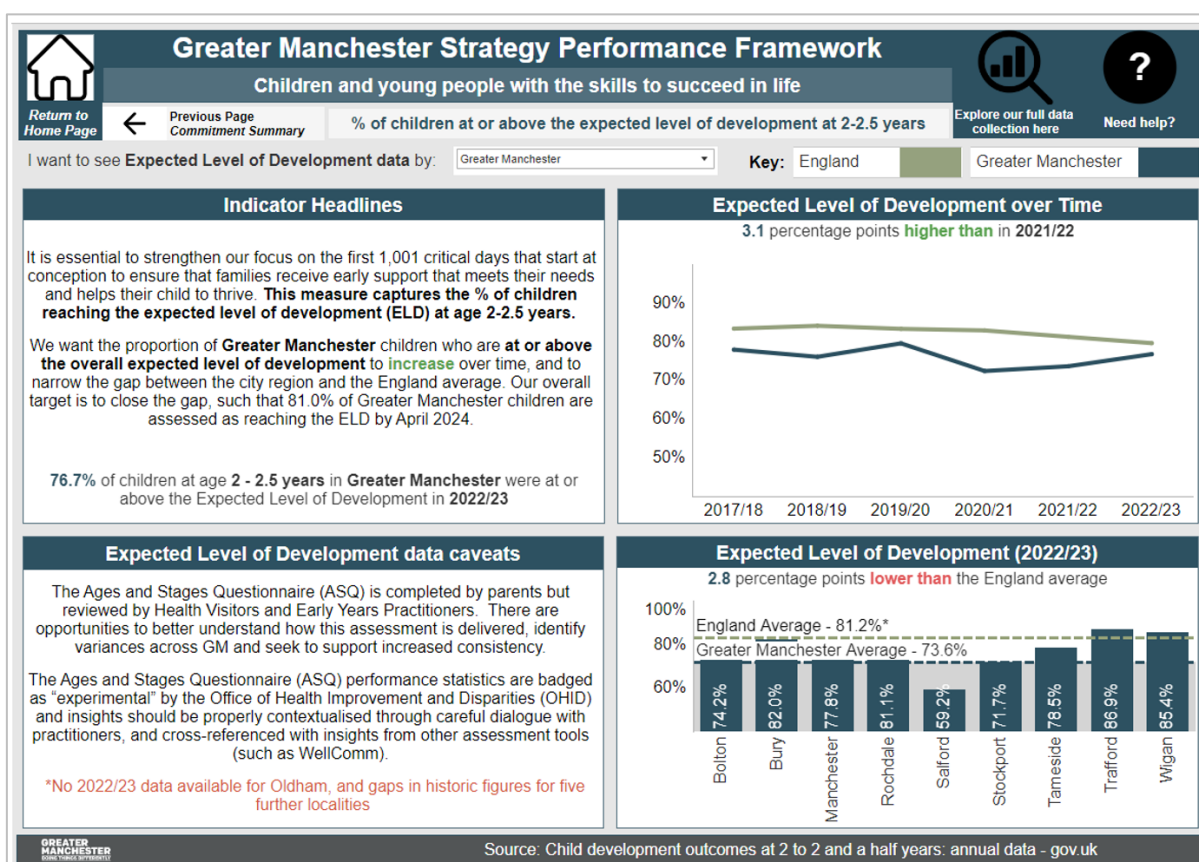 Greater Manchester Strategy Performance Framework
Children and young people with the skills to succeed in life
Return to
Home Page
Previous Page
Commitment Summary
% of children at or above the expected level of development at 2-2.5 years
Explore our full data
collection here
?
Need help?
I want to see Expected Level of Development data by:
Greater Manchester
Key:
England
Greater Manchester
Indicator Headlines
It is essential to strengthen our focus on the first 1,001 critical days that start at
conception to ensure that families receive early support that meets their needs
and helps their child to thrive. This measure captures the % of children
reaching the expected level of development (ELD) at age 2-2.5 years.
We want the proportion of Greater Manchester children who are at or above
the overall expected level of development to increase over time, and to
narrow the gap between the city region and the England average. Our overall
target is to close the gap, such that 81.0% of Greater Manchester children are
assessed as reaching the ELD by April 2024.
76.7% of children at age 2 - 2.5 years in Greater Manchester were at or
above the Expected Level of Development in 2022/23
Expected Level of Development over Time
3.1 percentage points higher than in 2021/22
90%
80%
70%
60%
50%
2017/18 2018/19 2019/20 2020/21 2021/22 2022/23
Expected Level of Development data caveats
The Ages and Stages Questionnaire (ASQ) is completed by parents but
reviewed by Health Visitors and Early Years Practitioners. There are
opportunities to better understand how this assessment is delivered, identify
variances across GM and seek to support increased consistency.
The Ages and Stages Questionnaire (ASQ) performance statistics are badged
as "experimental" by the Office of Health Improvement and Disparities (OHID)
and insights should be properly contextualised through careful dialogue with
practitioners, and cross-referenced with insights from other assessment tools
(such as WellComm).
*No 2022/23 data available for Oldham, and gaps in historic figures for five
further localities
Expected Level of Development (2022/23)
2.8 percentage points lower than the England average
100%
80%
60%
England Average - 81.2%*
Greater Manchester Average - 73.6%
74.2% 82.0% 77.8% 81.1% 59.2% 71.7% 78.5% 86.9% 85.4%
Bolton Bury Manchester Rochdale Salford Stockport Tameside Trafford Wigan
GREATER
MANCHESTER
DOING THINGS DIFFERENTLY
Source: Child development outcomes at 2 to 2 and a half years: annual data - gov.uk